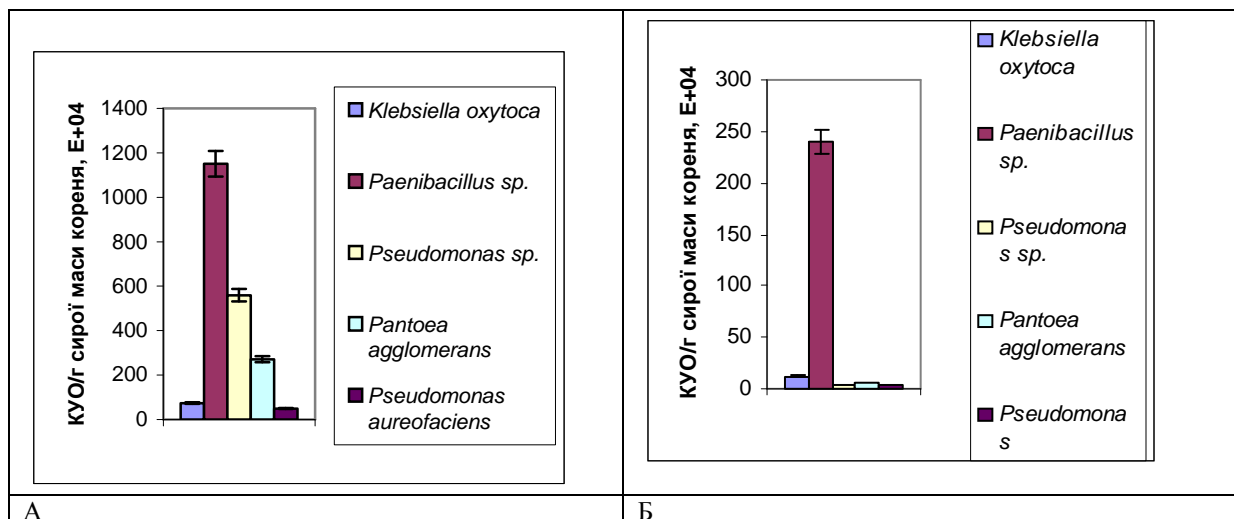 КУО/г сирої маси кореня, E+04
1400
1200
1000
800
600
400
200
0
Klebsiella oxytoca
Paenibacillus sp.
Pseudomonas sp.
Pantoea
agglomerans
Pseudomonas
aureofaciens
А
КУО/г сирої маси кореня, E+04
300
250
200
150
100
50
0
Klebsiella
oxytoca
Paenibacillus
sp.
Pseudomona
s sp.
Pantoea
agglomerans
Pseudomona
s
Б